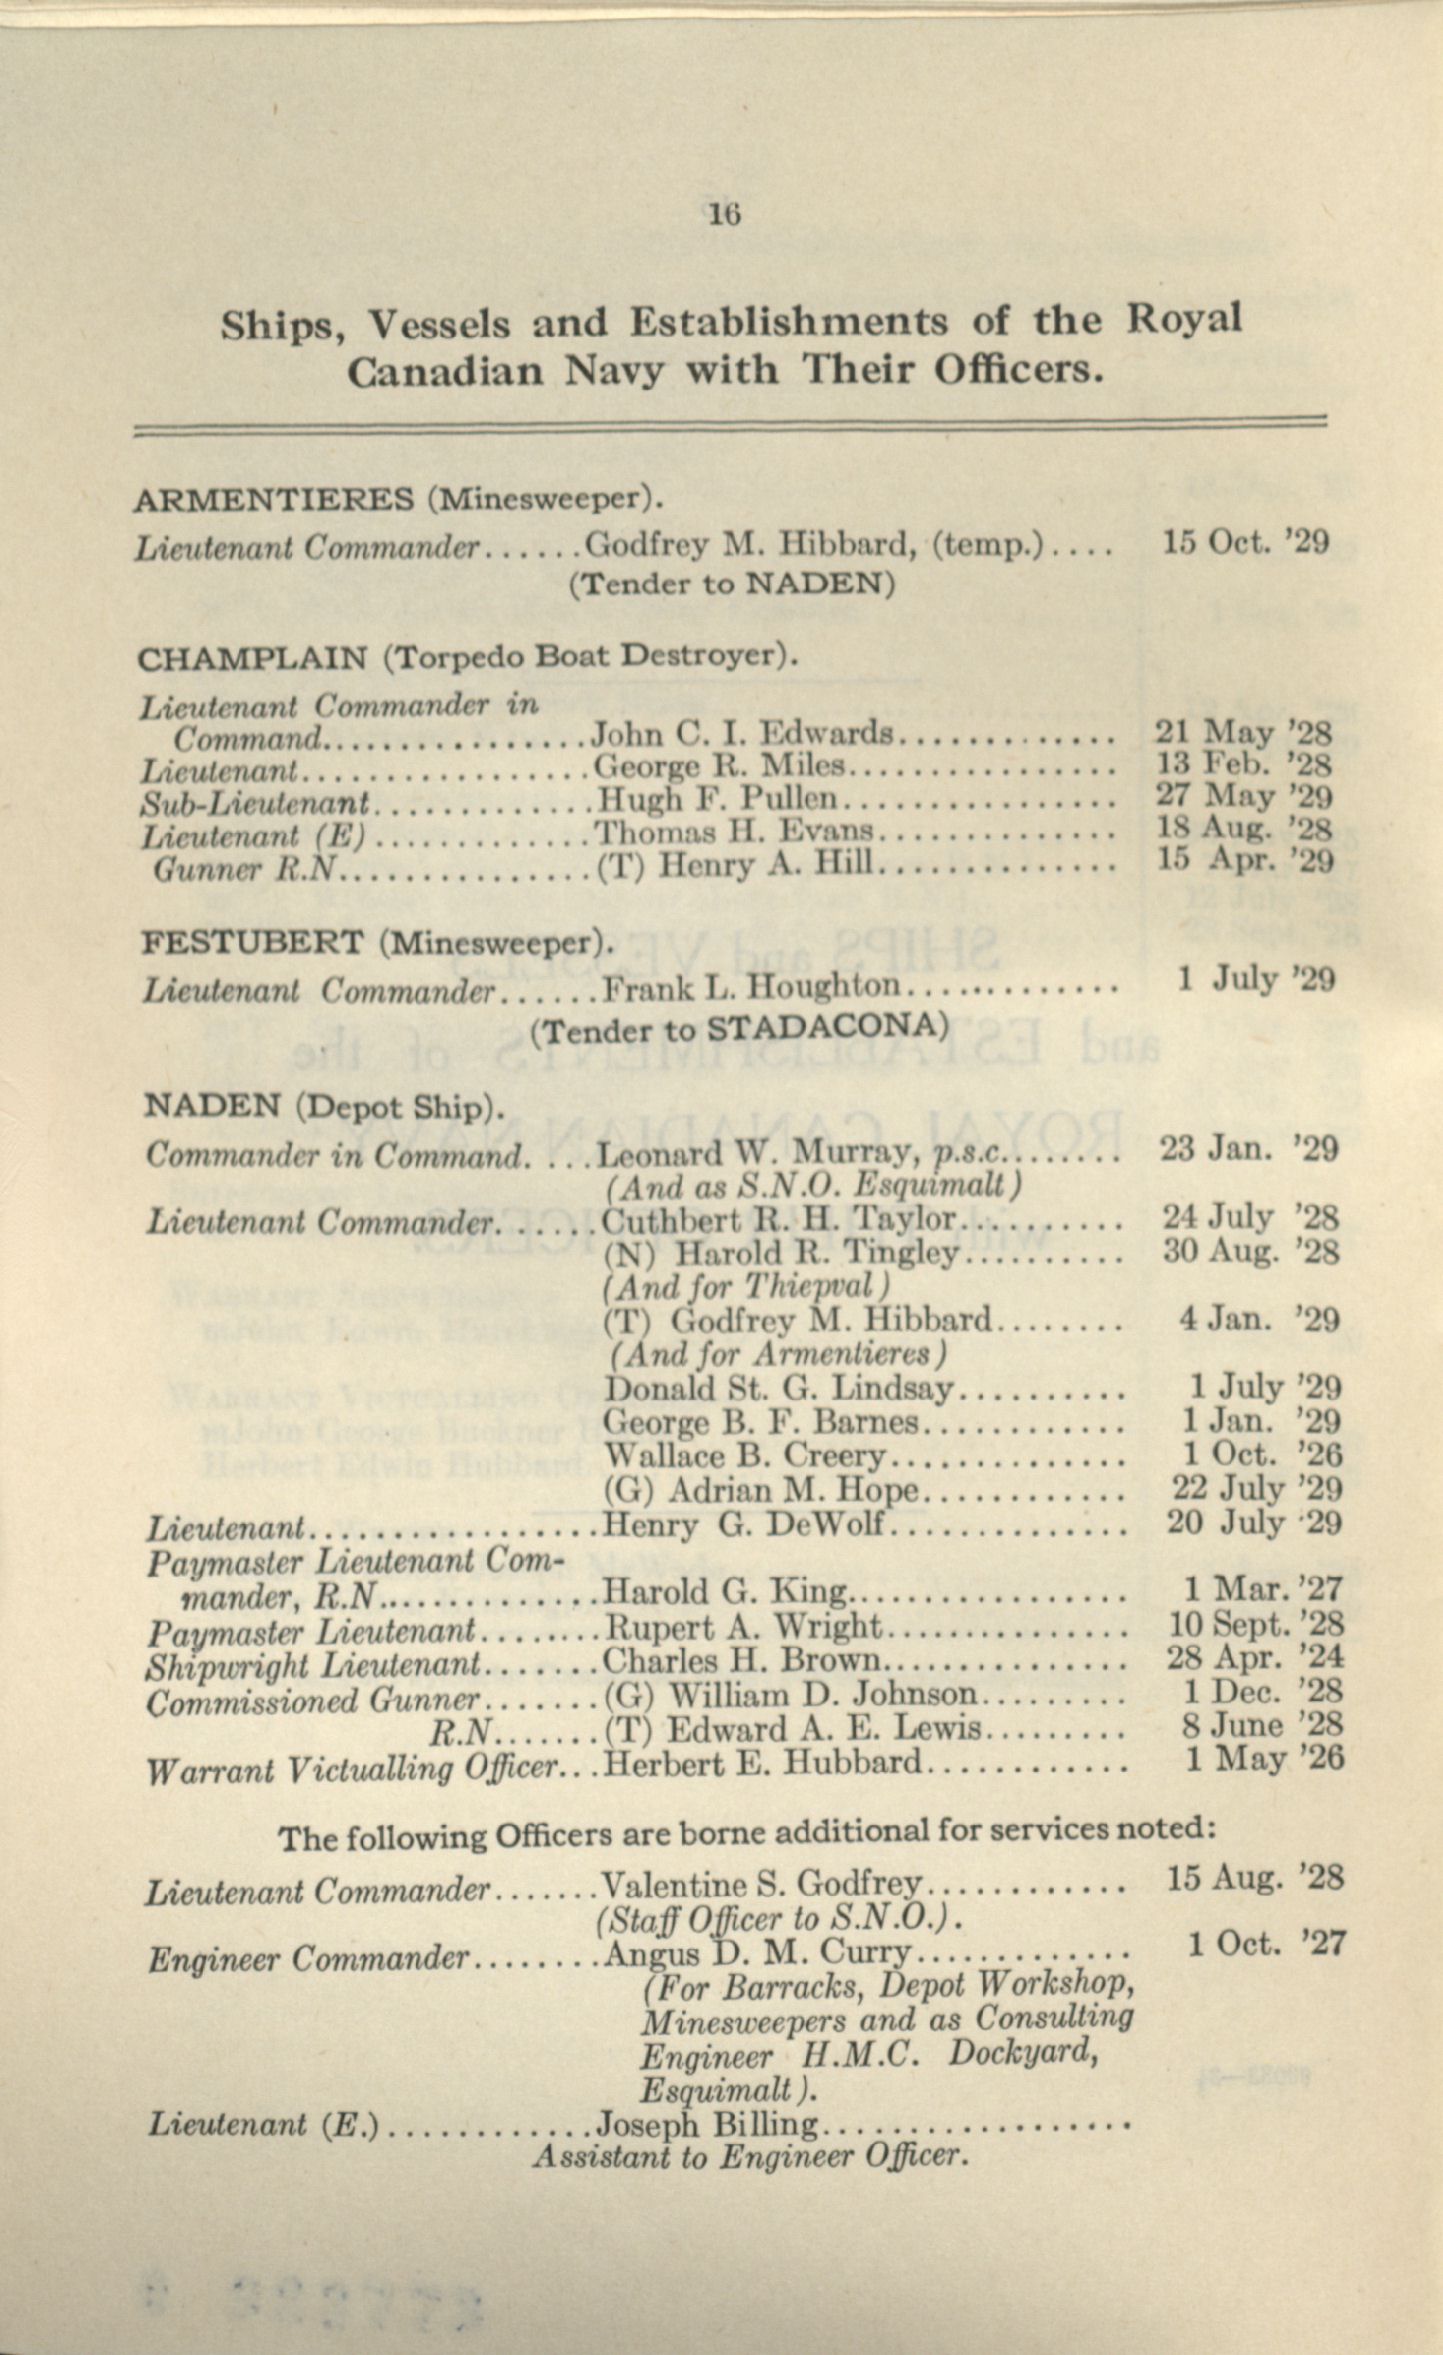 16
Ships, Vessels and Establishments of the Royal
Canadian Navy with Their Officers.
ARMENTIERES (Minesweeper).
Lieutenant Commander......Godfrey M. Hibbard, (temp.).... 15 Oct. '29
(Tender to NADEN)
CHAMPLAIN (Torpedo Boat Destroyer).
Lieutenant Commander in
Command.................John C. I. Edwards.............. 21 May '28
Lieutenant.................George R. Miles................. 13 Feb. '28
Sub-Lieutenant..............Hugh F. Pullen................. 27 May '29
Lieutenant (E).............Thomas H. Evans............... 18 Aug. '28
Gunner R.N................(T) Henry A. Hill............... 15 Apr. '29
FESTUBERT (Minesweeper).
Lieutenant Commander......Frank L. Houghton............. 1 July '29
(Tender to STADACONA)
NADEN (Depot Ship).
Commander in Command....Leonard W. Murray, p.s.c........ 23 Jan. '29
(And as S.N.O. Esquimalt)
Lieutenant Commander.......Cuthbert R. H. Taylor.......... 24 July '28
(N) Harold R. Tingley.......... 30 Aug. '28
(And for Thiepval)
(T) Godfrey M. Hibbard........ 4 Jan. '29
(And for Armentieres)
Donald St. G. Lindsay.......... 1 July '29
George B. F. Barnes............ 1 Jan. '29
Wallace B. Creery.............. 1 Oct. '26
(G) Adrian M. Hope............ 22 July '29
Lieutenant..................Henry G. DeWolf............... 20 July '29
Paymaster Lieutenant Com-
mander, R.N..............Harold G. King................. 1 Mar. '27
Paymaster Lieutenant........Rupert A. Wright............... 10 Sept. '28
Shipwright Lieutenant.......Charles H. Brown............... 28 Apr. '24
Commissioned Gunner.......(G) William D. Johnson......... 1 Dec. '28
R.N.......(T) Edward A. E. Lewis......... 8 June '28
Warrant Victualling Officer...Herbert E. Hubbard............ 1 May '26
The following Officers are borne additional for services noted:
Lieutenant Commander.......Valentine S. Godfrey............ 15 Aug. '28
(Staff Officer to S.N.O.).
Engineer Commander........Angus D. M. Curry............. 1 Oct. '27
(For Barracks, Depot Workshop,
Minesweepers and as Consulting
Engineer H.M.C. Dockyard,
Esquimalt).
Lieutenant (E.)............Joseph Billing..................
Assistant to Engineer Officer.